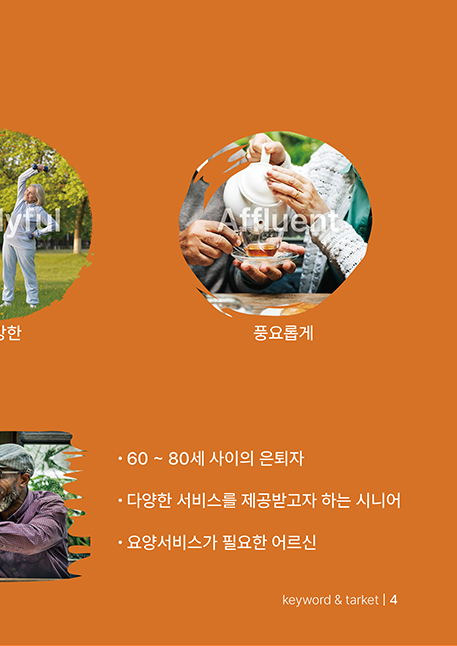 lyful
Affluent
강한
풍요롭게
• 60 ~ 80세 사이의 은퇴자
• 다양한 서비스를 제공받고자 하는 시니어
• 요양서비스가 필요한 어르신
keyword & tarket | 4